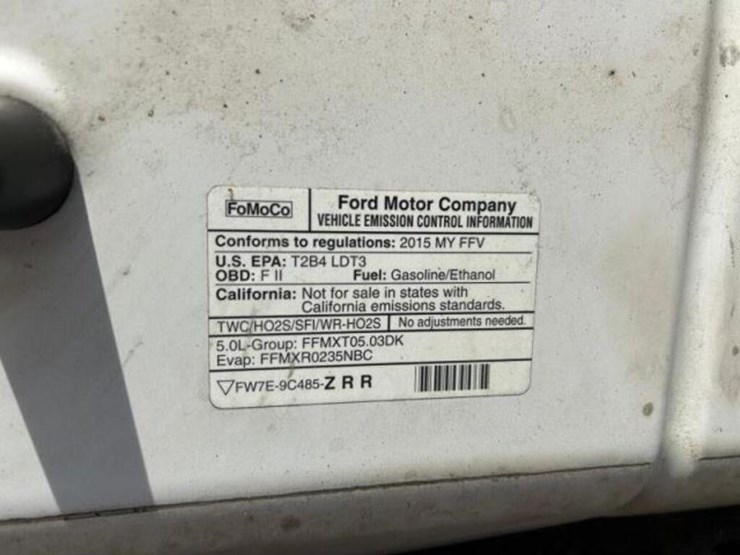 FoMoCo
Ford Motor Company
VEHICLE EMISSION CONTROL INFORMATION
Conforms to regulations: 2015 MY FFV
U.S. EPA: T2B4 LDT3
OBD: F II Fuel: Gasoline/Ethanol
California: Not for sale in states with
California emissions standards.
TWC/HO2S/SFI/WR-HO2S No adjustments needed.
5.0L-Group: FFMXT05.03DK
Evap: FFMXR0235NBC
▽FW7E-9C485-Z R R